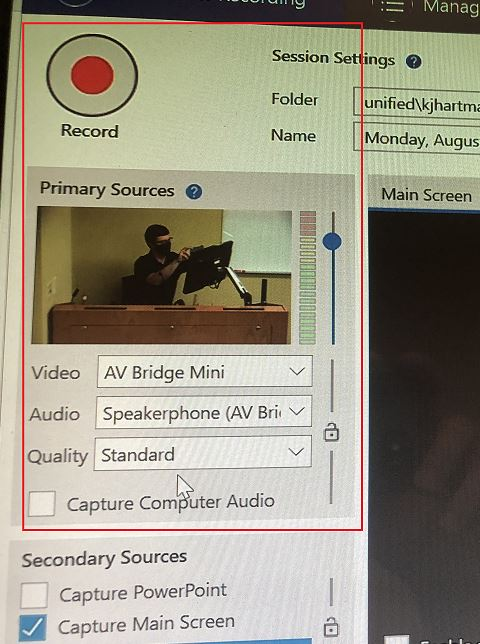 Recording
Manag
Record
Session Settings
Folder
unified\kjhartma
Name
Monday, Augus
Main Screen
Primary Sources
Video
AV Bridge Mini
Audio
Speakerphone (AV Bri
Quality
Standard
Capture Computer Audio
Secondary Sources
Capture PowerPoint
Capture Main Screen